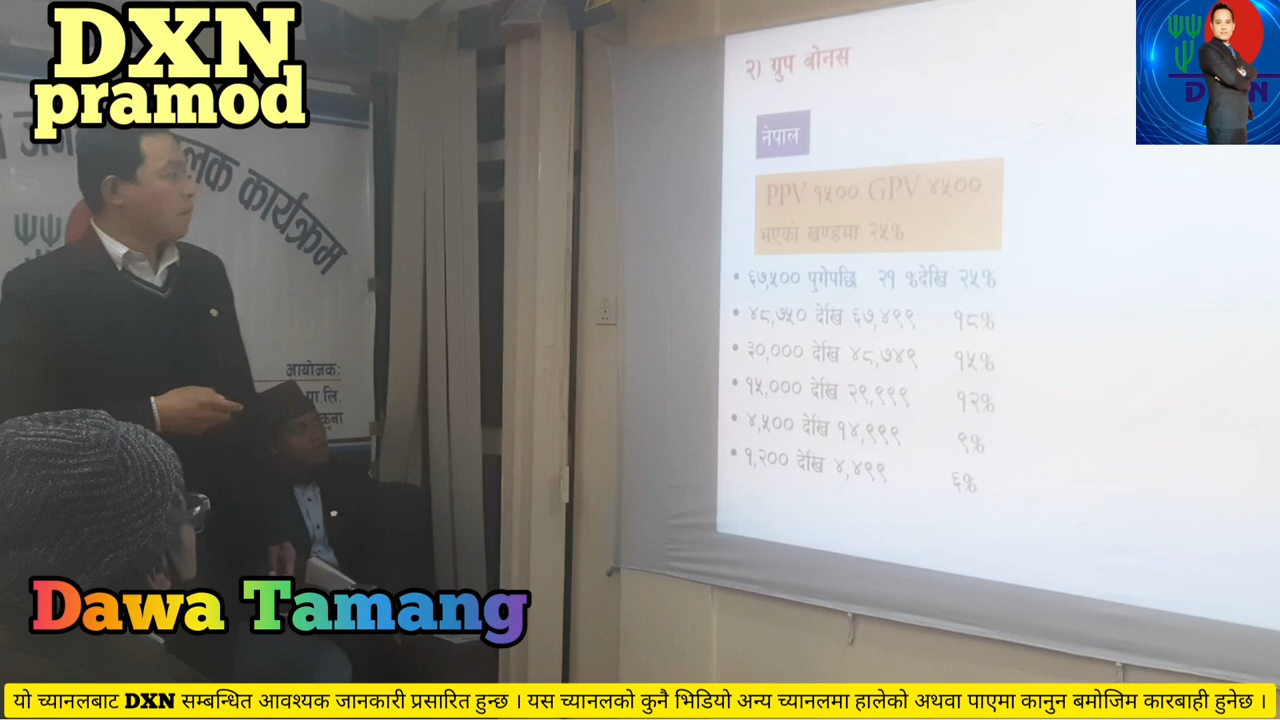 DXN
pramod
लक कार्यक्रम
आयोजक:
प्रा.लि.
२) ग्रुप बोनस
नेपाल
PPV १५०० GPV ४५००
भएको खण्डमा २५%
• ६७,५०० पुगेपछि २१ %देखि २५%
• ४८,७५० देखि ६७,४९९ १८%
• ३०,००० देखि ४८,७४९ १५%
• १५,००० देखि २९,९९९ १२%
• ४,५०० देखि १४,९९९ ९%
• १,२०० देखि ४,४९९ ६%
Dawa Tamang
यो च्यानलबाट DXN सम्बन्धित आवश्यक जानकारी प्रसारित हुन्छ । यस च्यानलको कुनै भिडियो अन्य च्यानलमा हालेको अथवा पाएमा कानुन बमोजिम कारबाही हुनेछ ।